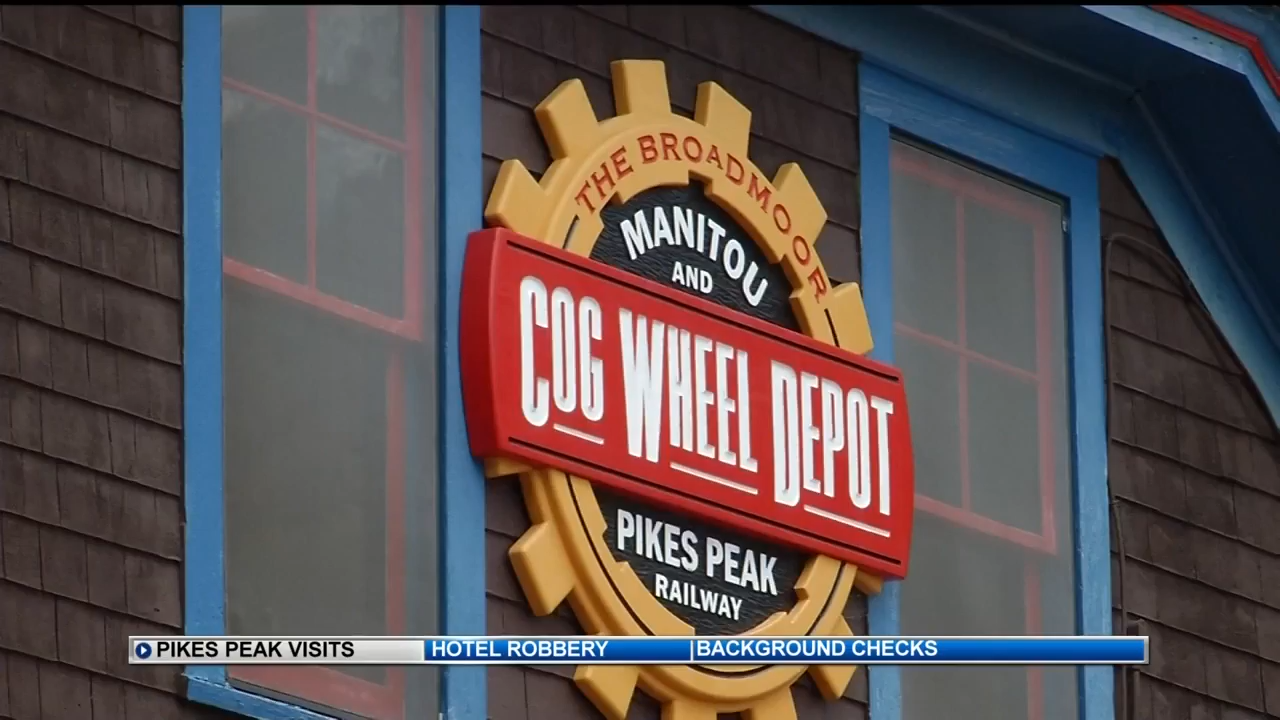 THE BROADMOOR
MANITOU
AND
COG WHEEL DEPOT
PIKES PEAK
RAILWAY
PIKES PEAK VISITS
HOTEL ROBBERY
BACKGROUND CHECKS